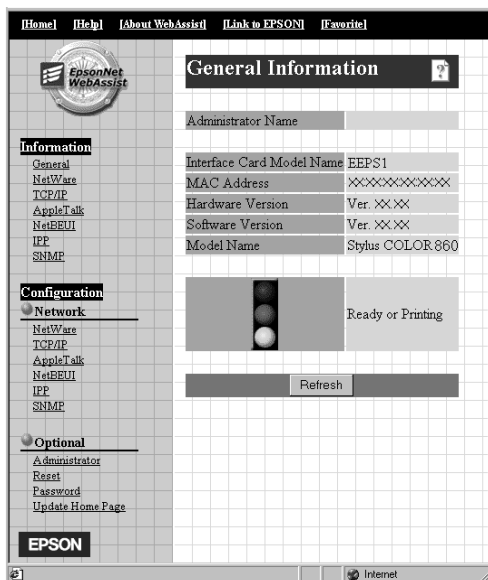 [Home] [Help] [About WebAssist] [Link to EPSON] [Favorite]
EpsonNet
WebAssist
General Information
?
Administrator Name
Information
General
NetWare
TCP/IP
AppleTalk
NetBEUI
IPP
SNMP
Interface Card Model Name EEPS1
MAC Address XXXXXXXXXXXX
Hardware Version Ver. XX.XX
Software Version Ver. XX.XX
Model Name Stylus COLOR 860
Ready or Printing
Refresh
Configuration
Network
NetWare
TCP/IP
AppleTalk
NetBEUI
IPP
SNMP
Optional
Administrator
Reset
Password
Update Home Page
EPSON
Internet